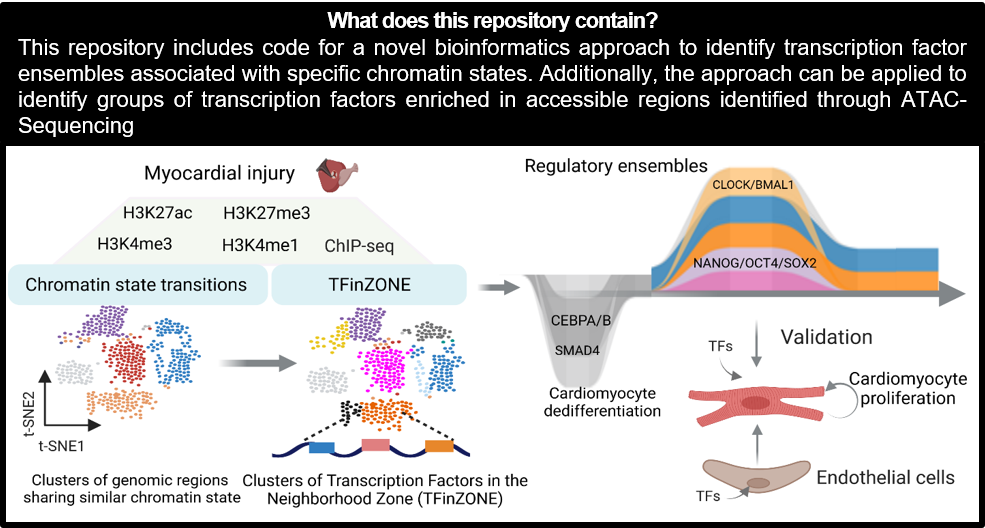 What does this repository contain?
This repository includes code for a novel bioinformatics approach to identify transcription factor
ensembles associated with specific chromatin states. Additionally, the approach can be applied to
identify groups of transcription factors enriched in accessible regions identified through ATAC-
Sequencing
Myocardial injury
H3K27ac H3K27me3
H3K4me3 H3K4me1 ChIP-seq
Chromatin state transitions
TFinZONE
t-SNE2
t-SNE1
Clusters of genomic regions
sharing similar chromatin state
Clusters of Transcription Factors in the
Neighborhood Zone (TFinZONE)
Regulatory ensembles
CLOCK/BMAL1
NANOG/OCT4/SOX2
CEBPA/B
SMAD4
Cardiomyocyte
dedifferentiation
Validation
TFs
Cardiomyocyte
proliferation
Endothelial cells
TFs